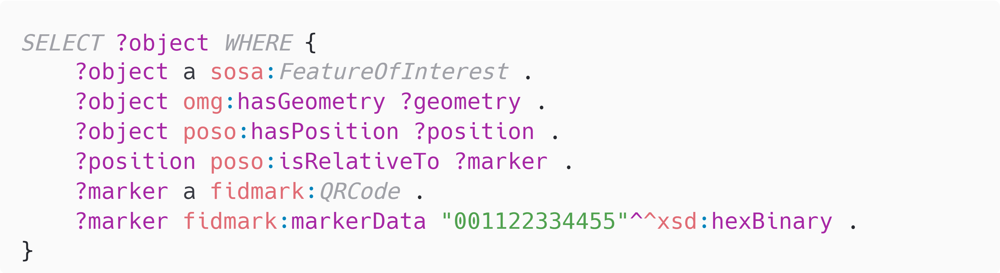 SELECT ?object WHERE {
    ?object a sosa:FeatureOfInterest .
    ?object omg:hasGeometry ?geometry .
    ?object poso:hasPosition ?position .
    ?position poso:isRelativeTo ?marker .
    ?marker a fidmark:QRCode .
    ?marker fidmark:markerData "001122334455"^^xsd:hexBinary .
}